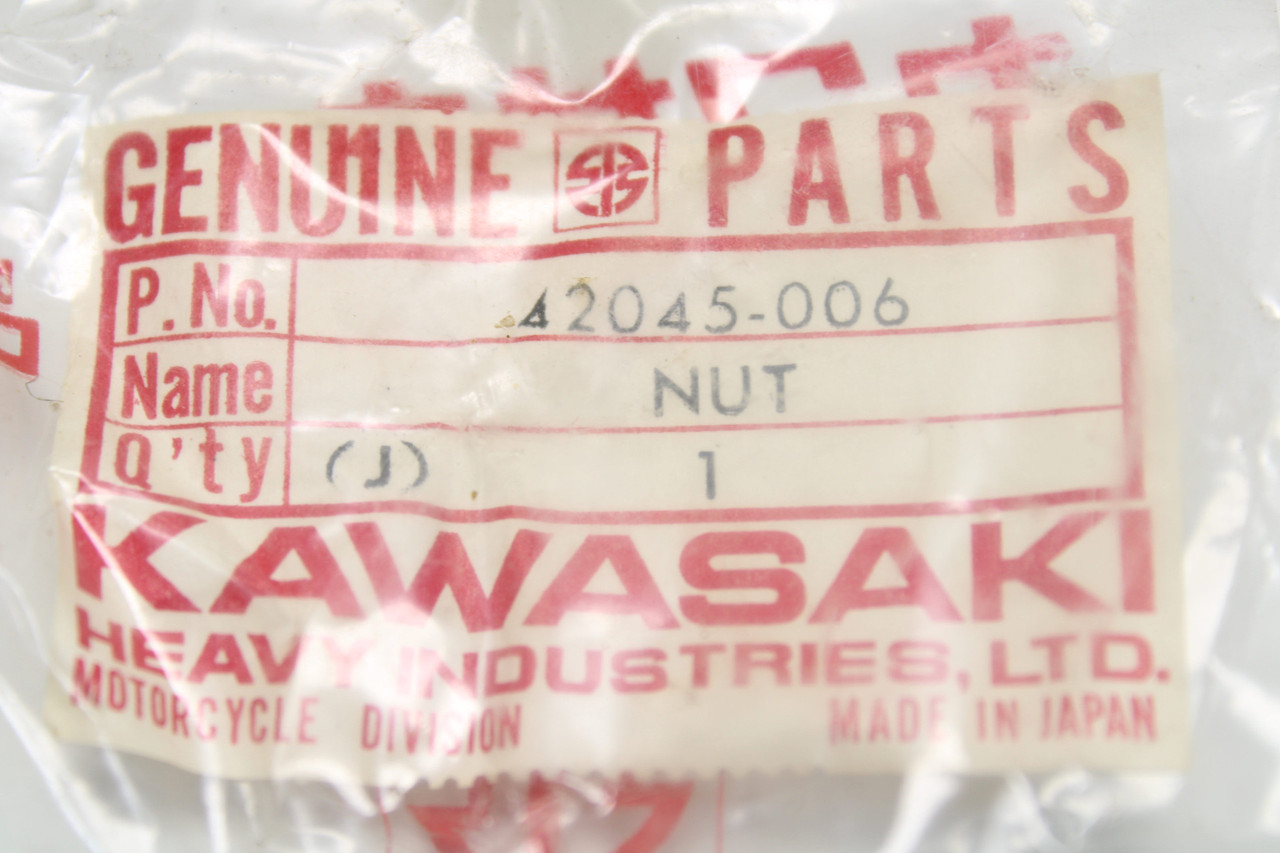 GENUINE PARTS
P. No. 42045-006
Name NUT
Q'ty (J) 1
KAWASAKI
HEAVY INDUSTRIES, LTD.
MOTORCYCLE DIVISION MADE IN JAPAN